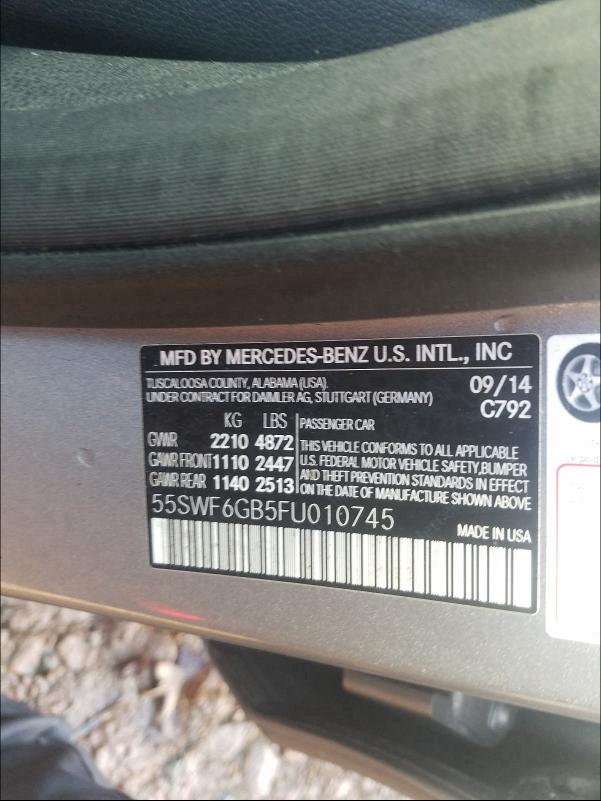 MFD BY MERCEDES-BENZ U.S. INTL., INC
TUSCALOOSA COUNTY, ALABAMA (USA). 09/14
UNDER CONTRACT FOR DAIMLER AG, STUTTGART (GERMANY) C792
KG LBS PASSENGER CAR
GVWR 2210 4872 THIS VEHICLE CONFORMS TO ALL APPLICABLE
GAWR FRONT 1110 2447 U.S. FEDERAL MOTOR VEHICLE SAFETY, BUMPER
GAWR REAR 1140 2513 AND THEFT PREVENTION STANDARDS IN EFFECT
ON THE DATE OF MANUFACTURE SHOWN ABOVE
55SWF6GB5FU010745 MADE IN USA